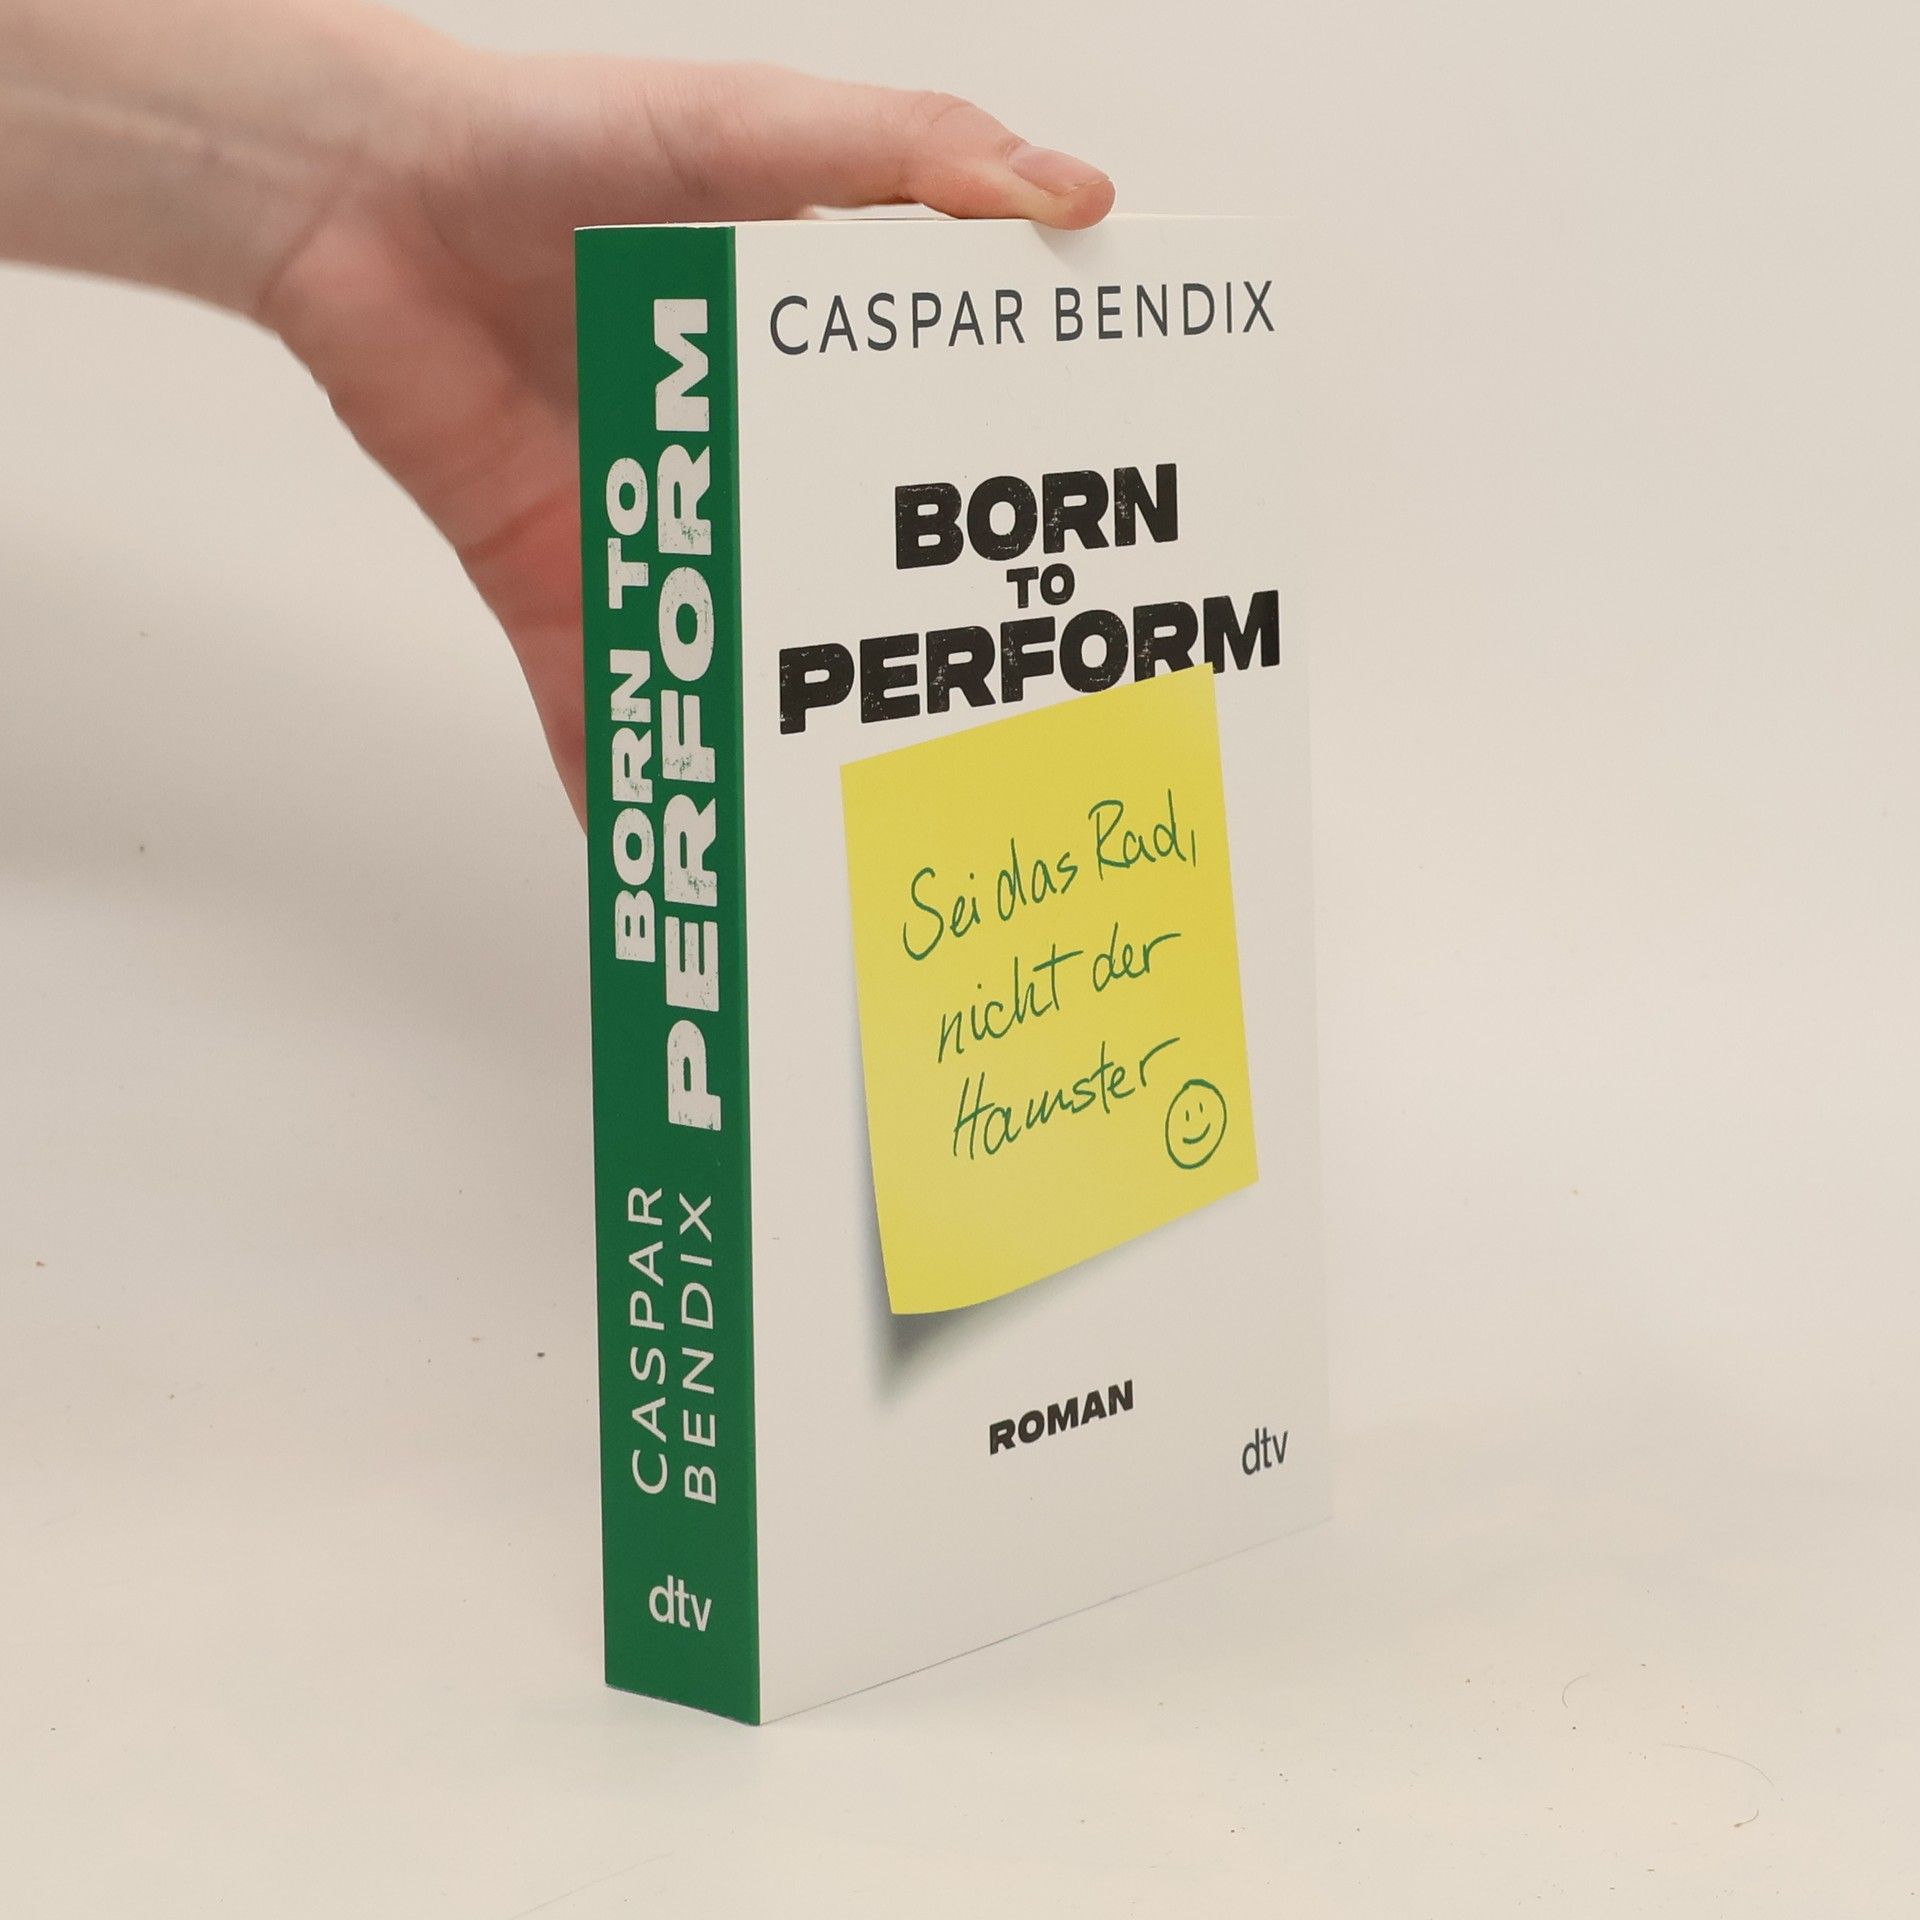 BORN TO
PERFORM
CASPAR
BENDIX
dtv
CASPAR BENDIX
BORN
TO
PERFORM
Sei das Rad,
nicht der
Hamster
ROMAN
dtv